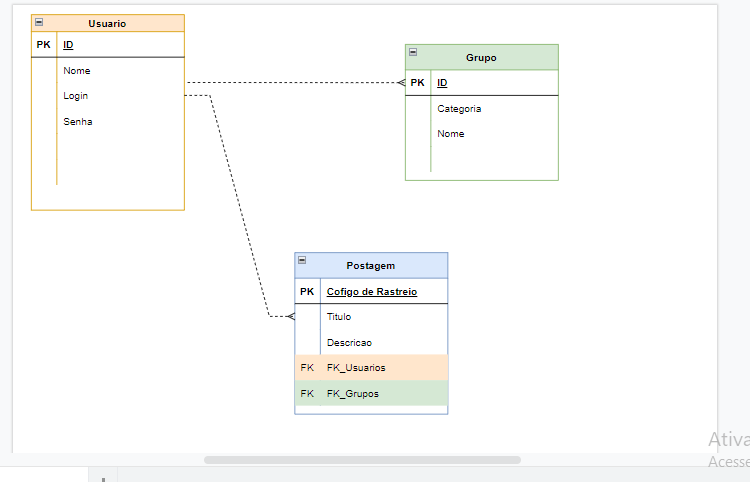 Usuario
PK ID
Nome
Login
Senha
Grupo
PK ID
Categoria
Nome
Postagem
PK Cofigo de Rastreio
Titulo
Descricao
FK FK_Usuarios
FK FK_Grupos
Ativa
Acesse